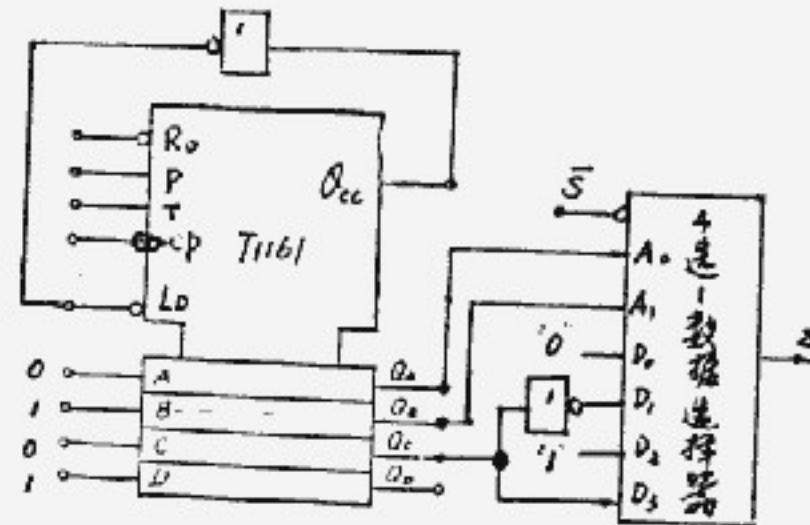 1
R₀
P
T
CP
LD
T1161
Qcc
S̄
A₀
A₁
"0" D₀
1 D₁
"1" D₂
D₃
4选1数据选择器
Z
0 A QA
1 B QB
0 C QC
1 D QD